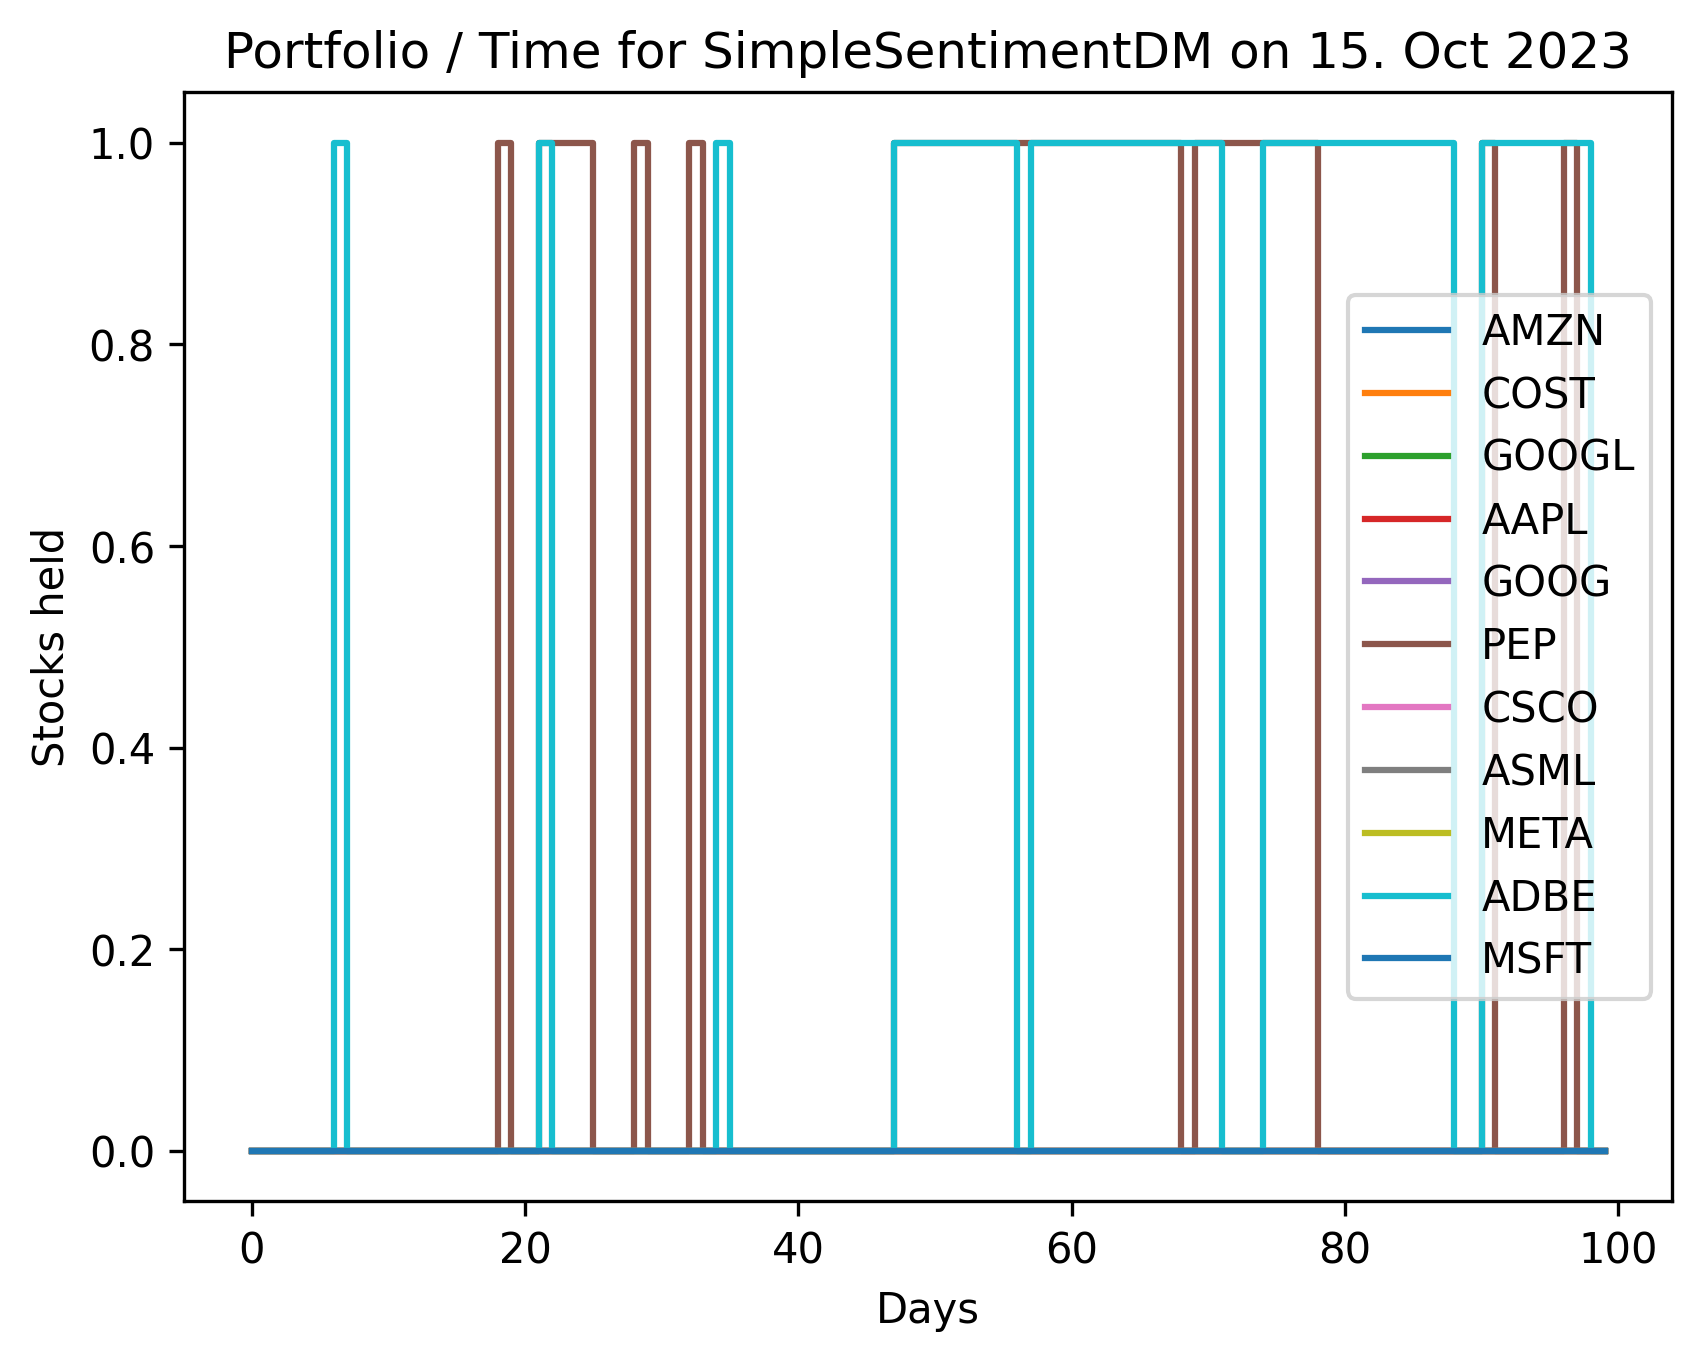 Portfolio / Time for SimpleSentimentDM on 15. Oct 2023
1.0
0.8
0.6
0.4
0.2
0.0
Stocks held
AMZN
COST
GOOGL
AAPL
GOOG
PEP
CSCO
ASML
META
ADBE
MSFT
0 20 40 60 80 100
Days